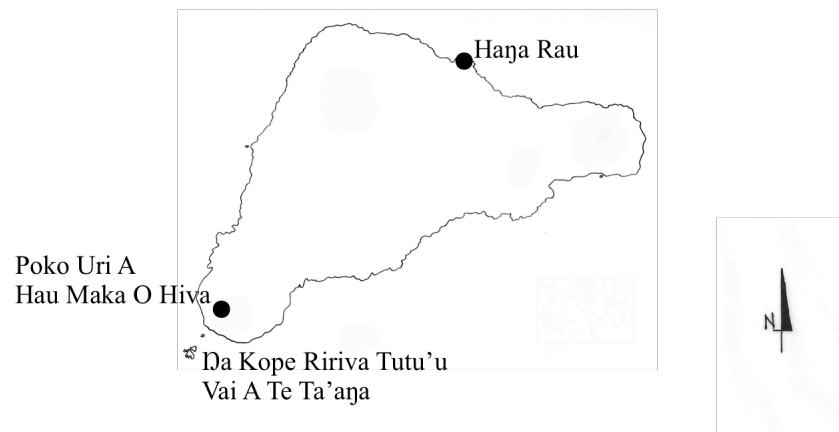 Haŋa Rau
Poko Uri A
Hau Maka O Hiva
Ŋa Kope Ririva Tutu’u
Vai A Te Ta’aŋa
N